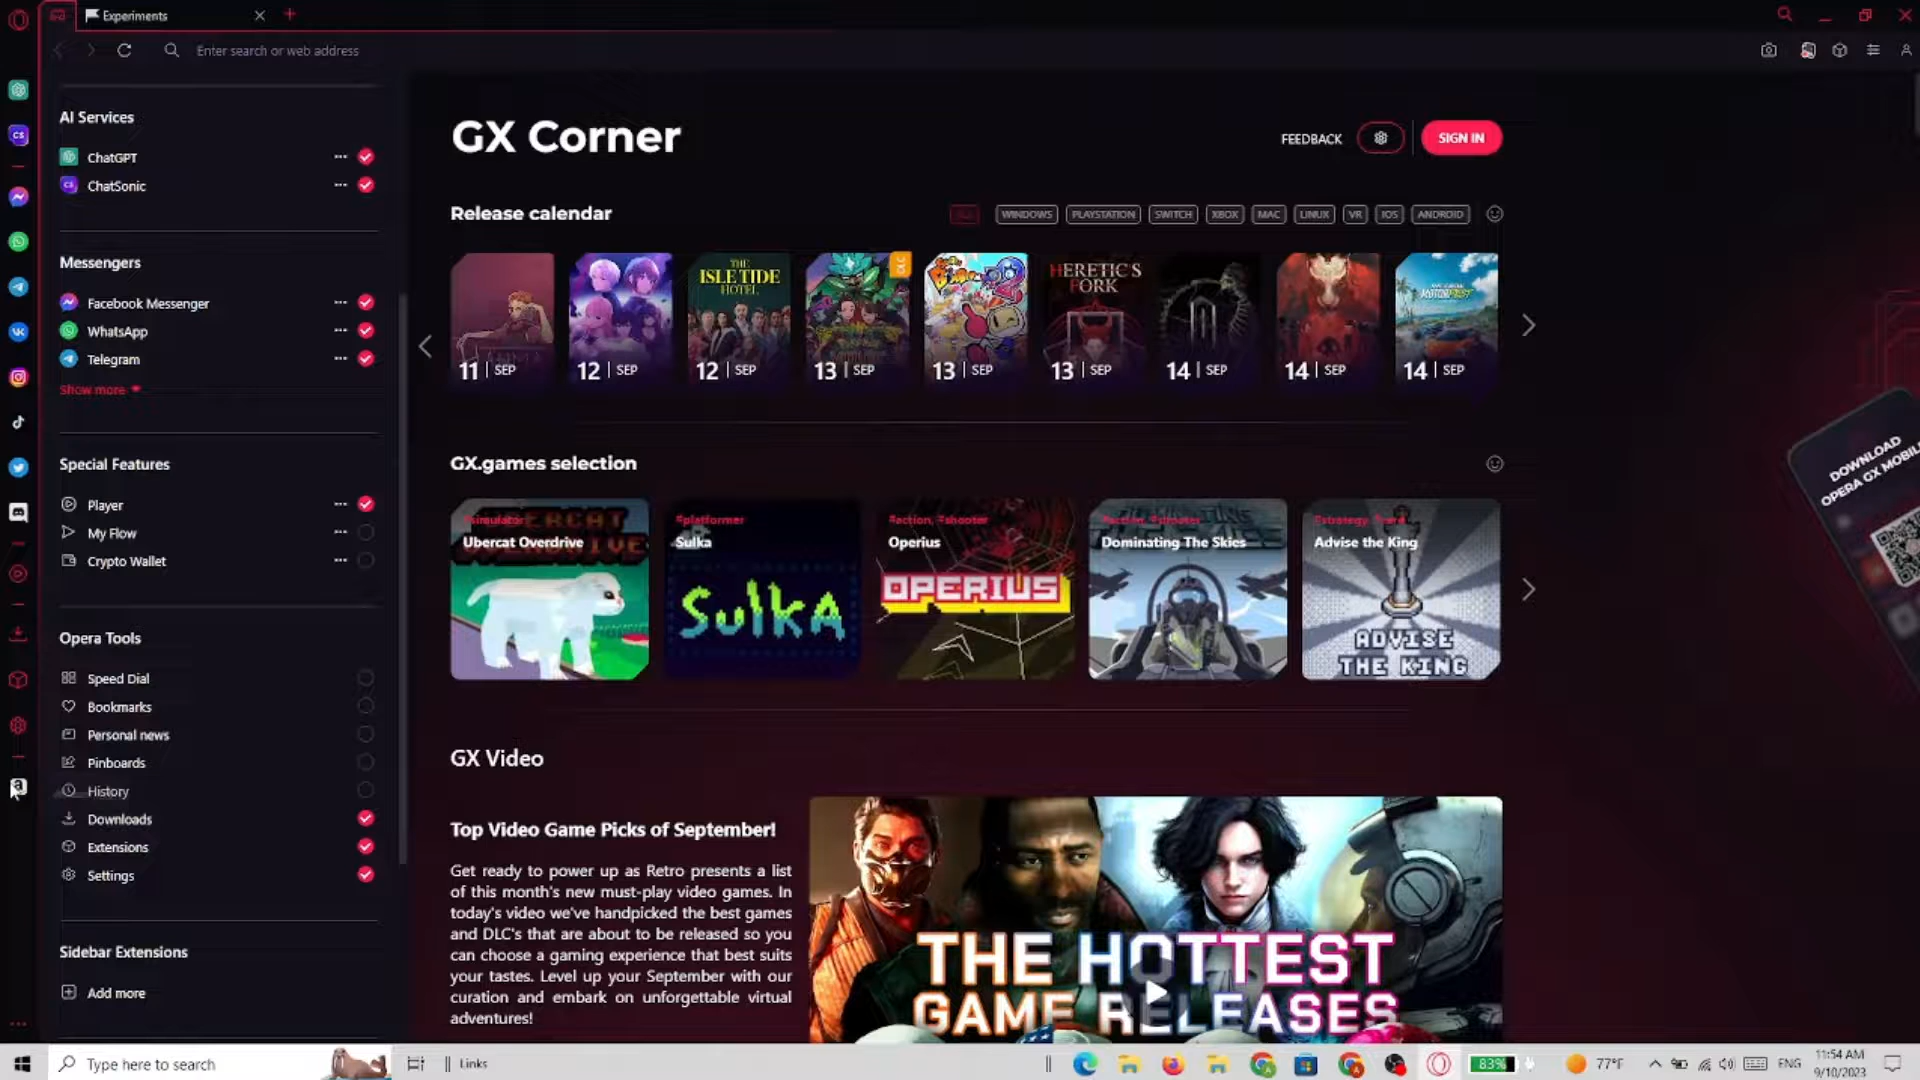 Experiments
Enter search or web address
AI Services
ChatGPT
CS
ChatSonic
Messengers
Facebook Messenger
WhatsApp
Telegram
Show more
Special Features
Player
My Flow
Crypto Wallet
Opera Tools
Speed Dial
Bookmarks
Personal news
Pinboards
History
Downloads
Extensions
Settings
Sidebar Extensions
Add more
GX Corner
FEEDBACK
SIGN IN
Release calendar
WINDOWS
PLAYSTATION
SWITCH
XBOX
MAC
LINUX
VR
IOS
ANDROID
THE
ISLE TIDE
HOTEL
DLC
HERETIC'S
FORK
11 | SEP
12 | SEP
12 | SEP
13 | SEP
13 | SEP
13 | SEP
14 | SEP
14 | SEP
14 | SEP
GX.games selection
#simulator
Ubercat Overdrive
#platformer
Sulka
SulkA
#action, #shooter
Operius
OPERIUS
Dominating The Skies
Advise the King
ADVISE
THE KING
GX Video
Top Video Game Picks of September!
Get ready to power up as Retro presents a list
of this month's new must-play video games. In
today's video we've handpicked the best games
and DLC's that are about to be released so you
can choose a gaming experience that best suits
your tastes. Level up your September with our
curation and embark on unforgettable virtual
adventures!
THE HOTTEST
GAME RELEASES
DOWNLOAD
OPERA GX MOBILE
Type here to search
Links
83%
77°F
ENG
11:54 AM
9/10/2023